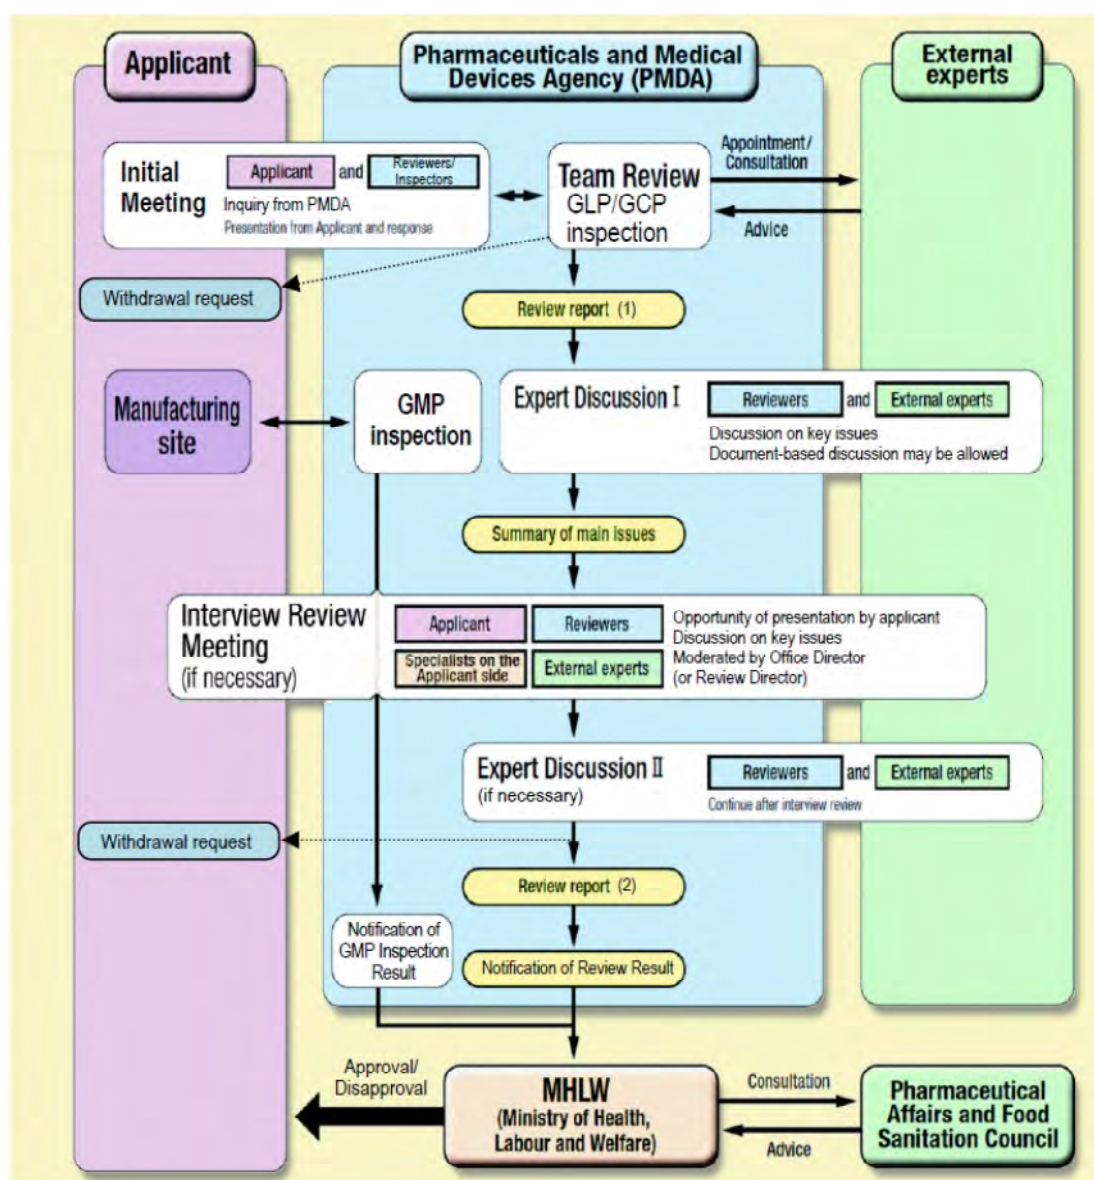 Applicant
Pharmaceuticals and Medical
Devices Agency (PMDA)
External
experts
Initial
Meeting
Applicant
and
Reviewers/
Inspectors
Inquiry from PMDA
Presentation from Applicant and response
Team Review
GLP/GCP
inspection
Appointment/
Consultation
Advice
Withdrawal request
Review report (1)
Manufacturing
site
GMP
inspection
Expert Discussion Ⅰ
Reviewers
and
External experts
Discussion on key issues
Document-based discussion may be allowed
Summary of main issues
Interview Review
Meeting
(if necessary)
Applicant
Reviewers
Specialists on the
Applicant side
External experts
Opportunity of presentation by applicant
Discussion on key issues
Moderated by Office Director
(or Review Director)
Expert Discussion Ⅱ
(if necessary)
Reviewers
and
External experts
Continue after interview review
Withdrawal request
Review report (2)
Notification of
GMP Inspection
Result
Notification of Review Result
Approval/
Disapproval
MHLW
(Ministry of Health,
Labour and Welfare)
Consultation
Advice
Pharmaceutical
Affairs and Food
Sanitation Council